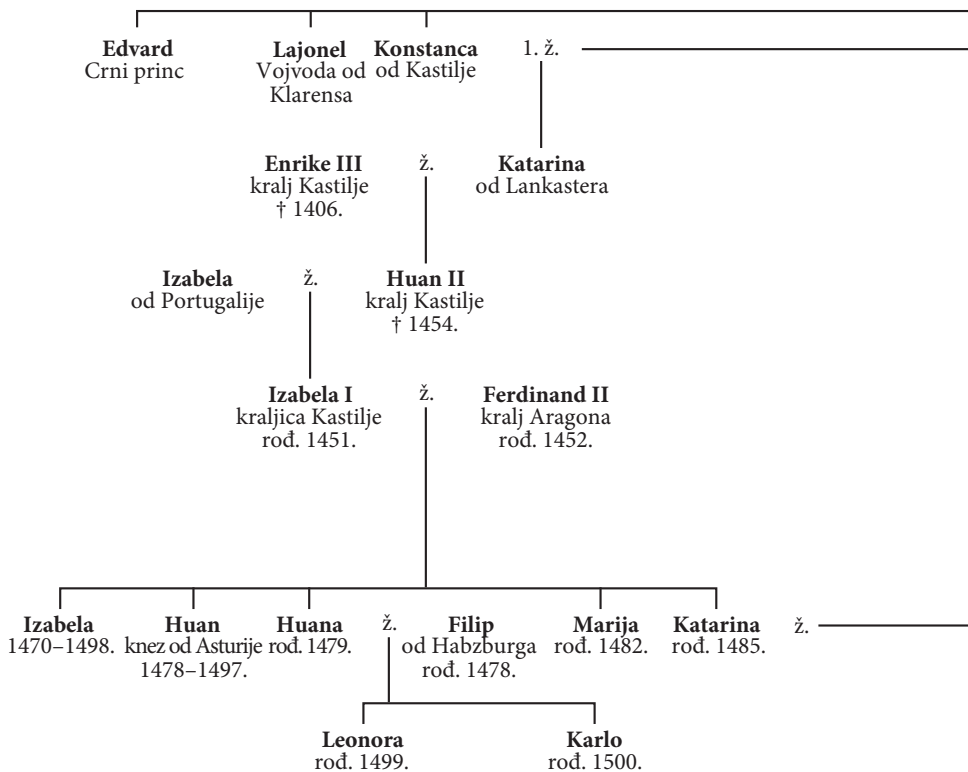 Edvard
Crni princ
Lajonel
Vojvoda od
Klarensa
Konstanca
od Kastilje
1. ž.
Enrike III
kralj Kastilje
† 1406.
ž.
Katarina
od Lankastera
Izabela
od Portugalije
ž.
Huan II
kralj Kastilje
† 1454.
Izabela I
kraljica Kastilje
rođ. 1451.
ž.
Ferdinand II
kralj Aragona
rođ. 1452.
Izabela
1470–1498.
Huan
knez od Asturije
1478–1497.
Huana
rođ. 1479.
ž.
Filip
od Habzburga
rođ. 1478.
Marija
rođ. 1482.
Katarina
rođ. 1485.
ž.
Leonora
rođ. 1499.
Karlo
rođ. 1500.